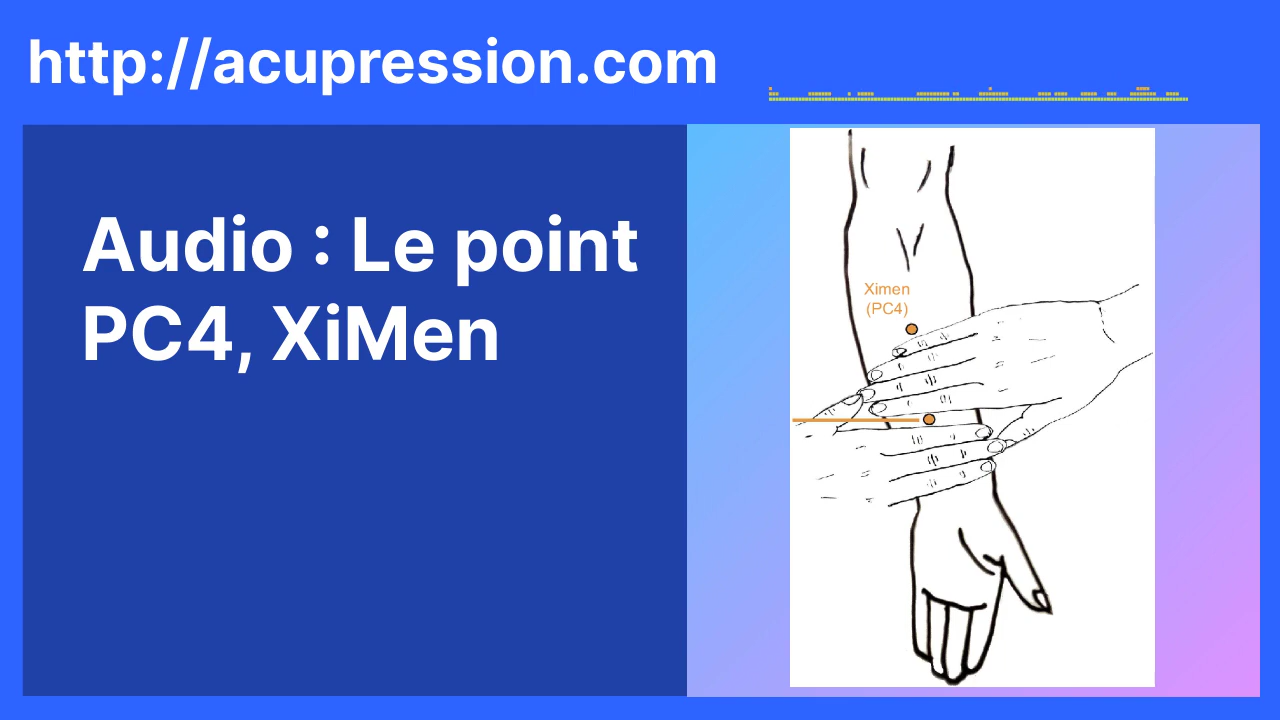 http://acupression.com
Audio : Le point
PC4, XiMen
Ximen
(PC4)